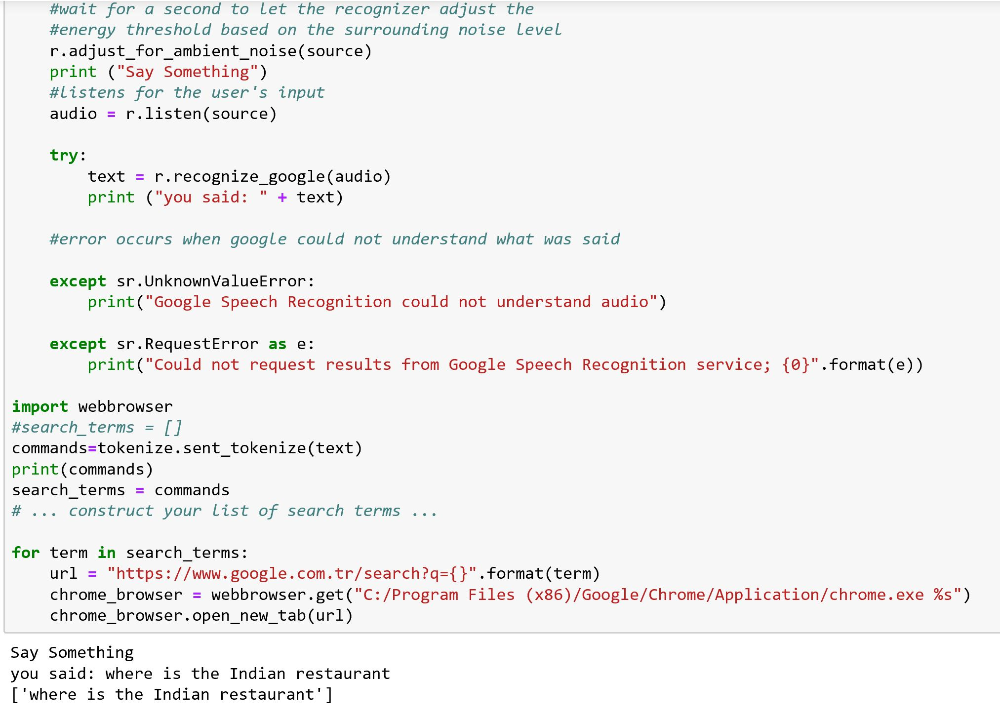 #wait for a second to let the recognizer adjust the
    #energy threshold based on the surrounding noise level
    r.adjust_for_ambient_noise(source)
    print ("Say Something")
    #listens for the user's input
    audio = r.listen(source)

    try:
        text = r.recognize_google(audio)
        print ("you said: " + text)

    #error occurs when google could not understand what was said

    except sr.UnknownValueError:
        print("Google Speech Recognition could not understand audio")

    except sr.RequestError as e:
        print("Could not request results from Google Speech Recognition service; {0}".format(e))

import webbrowser
#search_terms = []
commands=tokenize.sent_tokenize(text)
print(commands)
search_terms = commands
# ... construct your list of search terms ...

for term in search_terms:
    url = "https://www.google.com.tr/search?q={}".format(term)
    chrome_browser = webbrowser.get("C:/Program Files (x86)/Google/Chrome/Application/chrome.exe %s")
    chrome_browser.open_new_tab(url)

Say Something
you said: where is the Indian restaurant
['where is the Indian restaurant']